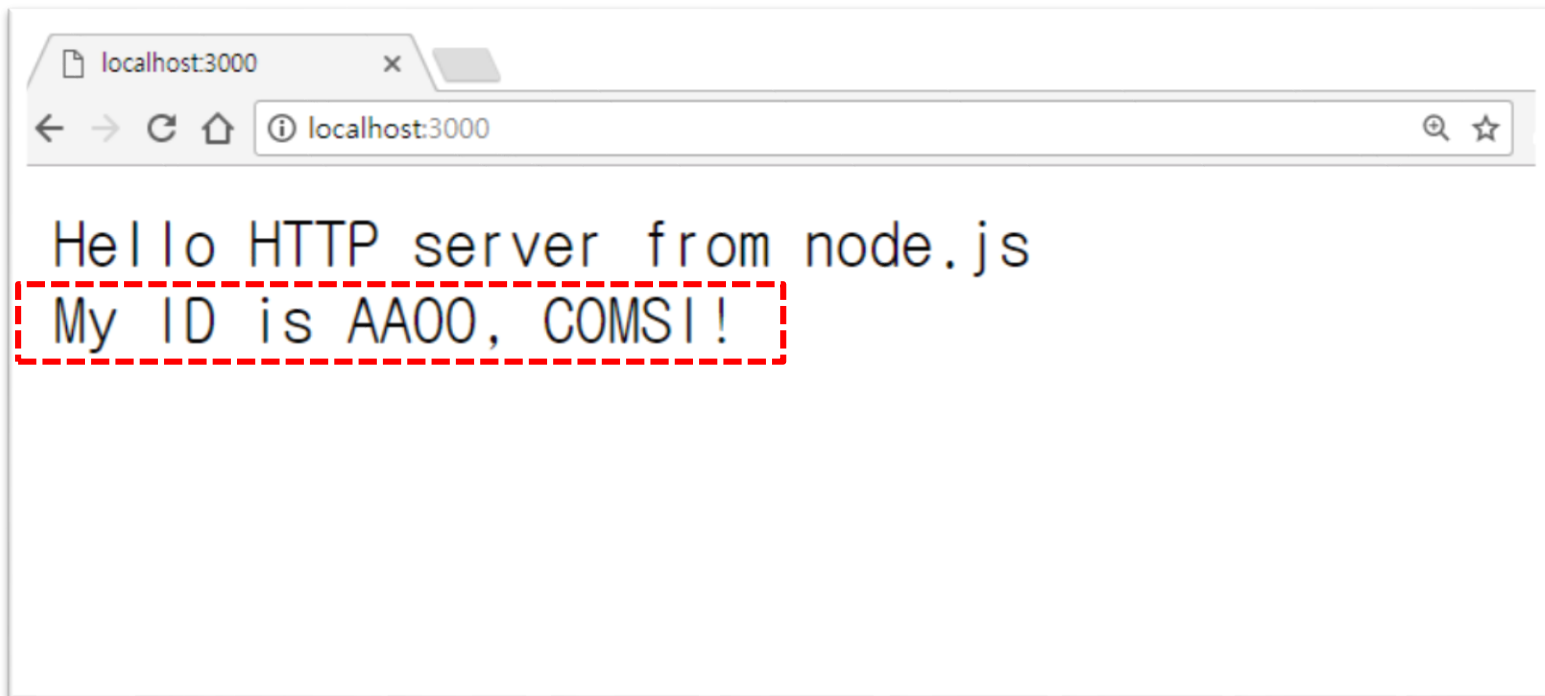 localhost:3000
localhost:3000
Hello HTTP server from node.js
My ID is AA00, COMSI!